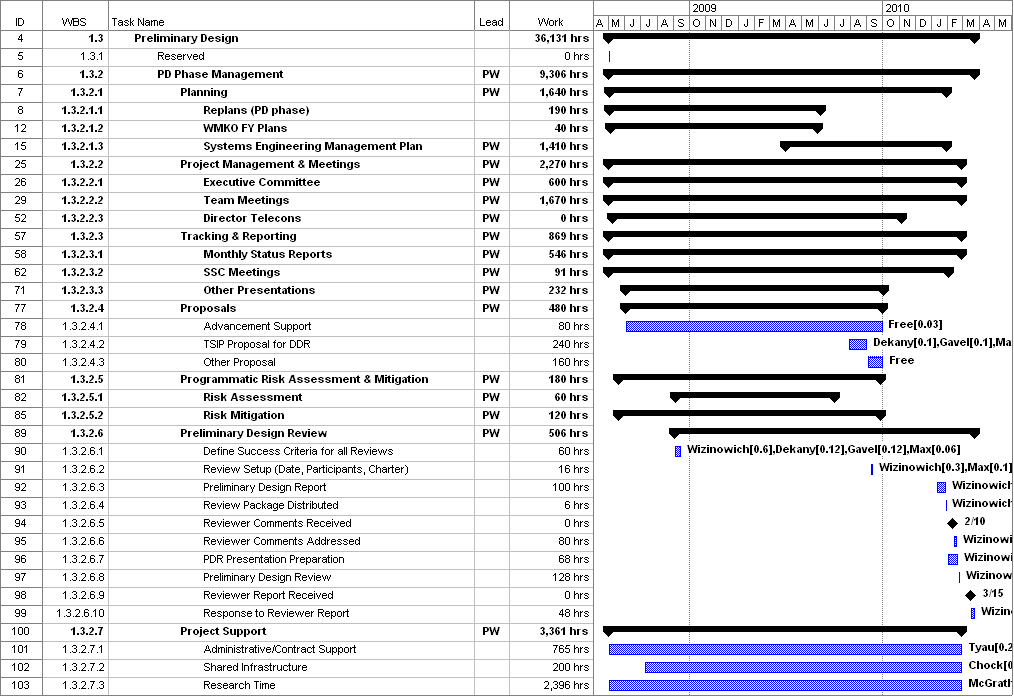 2009 2010
ID WBS Task Name Lead Work A M J J A S O N D J F M A M J J A S O N D J F M A M
4 1.3 Preliminary Design 36,131 hrs
5 1.3.1 Reserved 0 hrs
6 1.3.2 PD Phase Management PW 9,306 hrs
7 1.3.2.1 Planning PW 1,640 hrs
8 1.3.2.1.1 Replans (PD phase) 190 hrs
12 1.3.2.1.2 WMKO FY Plans 40 hrs
15 1.3.2.1.3 Systems Engineering Management Plan PW 1,410 hrs
25 1.3.2.2 Project Management & Meetings PW 2,270 hrs
26 1.3.2.2.1 Executive Committee PW 600 hrs
29 1.3.2.2.2 Team Meetings PW 1,670 hrs
52 1.3.2.2.3 Director Telecons PW 0 hrs
57 1.3.2.3 Tracking & Reporting PW 869 hrs
58 1.3.2.3.1 Monthly Status Reports PW 546 hrs
62 1.3.2.3.2 SSC Meetings PW 91 hrs
71 1.3.2.3.3 Other Presentations PW 232 hrs
77 1.3.2.4 Proposals PW 480 hrs
78 1.3.2.4.1 Advancement Support 80 hrs Free[0.03]
79 1.3.2.4.2 TSIP Proposal for DDR 240 hrs Dekany[0.1],Gavel[0.1],Ma
80 1.3.2.4.3 Other Proposal 160 hrs Free
81 1.3.2.5 Programmatic Risk Assessment & Mitigation PW 180 hrs
82 1.3.2.5.1 Risk Assessment PW 60 hrs
85 1.3.2.5.2 Risk Mitigation PW 120 hrs
89 1.3.2.6 Preliminary Design Review PW 506 hrs
90 1.3.2.6.1 Define Success Criteria for all Reviews 60 hrs Wizinowich[0.6],Dekany[0.12],Gavel[0.12],Max[0.06]
91 1.3.2.6.2 Review Setup (Date, Participants, Charter) 16 hrs Wizinowich[0.3],Max[0.1]
92 1.3.2.6.3 Preliminary Design Report 100 hrs Wizinowich
93 1.3.2.6.4 Review Package Distributed 6 hrs Wizinowich
94 1.3.2.6.5 Reviewer Comments Received 0 hrs 2/10
95 1.3.2.6.6 Reviewer Comments Addressed 80 hrs Wizinowi
96 1.3.2.6.7 PDR Presentation Preparation 68 hrs Wizinowi
97 1.3.2.6.8 Preliminary Design Review 128 hrs Wizinow
98 1.3.2.6.9 Reviewer Report Received 0 hrs 3/15
99 1.3.2.6.10 Response to Reviewer Report 48 hrs Wizin
100 1.3.2.7 Project Support PW 3,361 hrs
101 1.3.2.7.1 Administrative/Contract Support 765 hrs Tyau[0.2
102 1.3.2.7.2 Shared Infrastructure 200 hrs Chock[0
103 1.3.2.7.3 Research Time 2,396 hrs McGrath